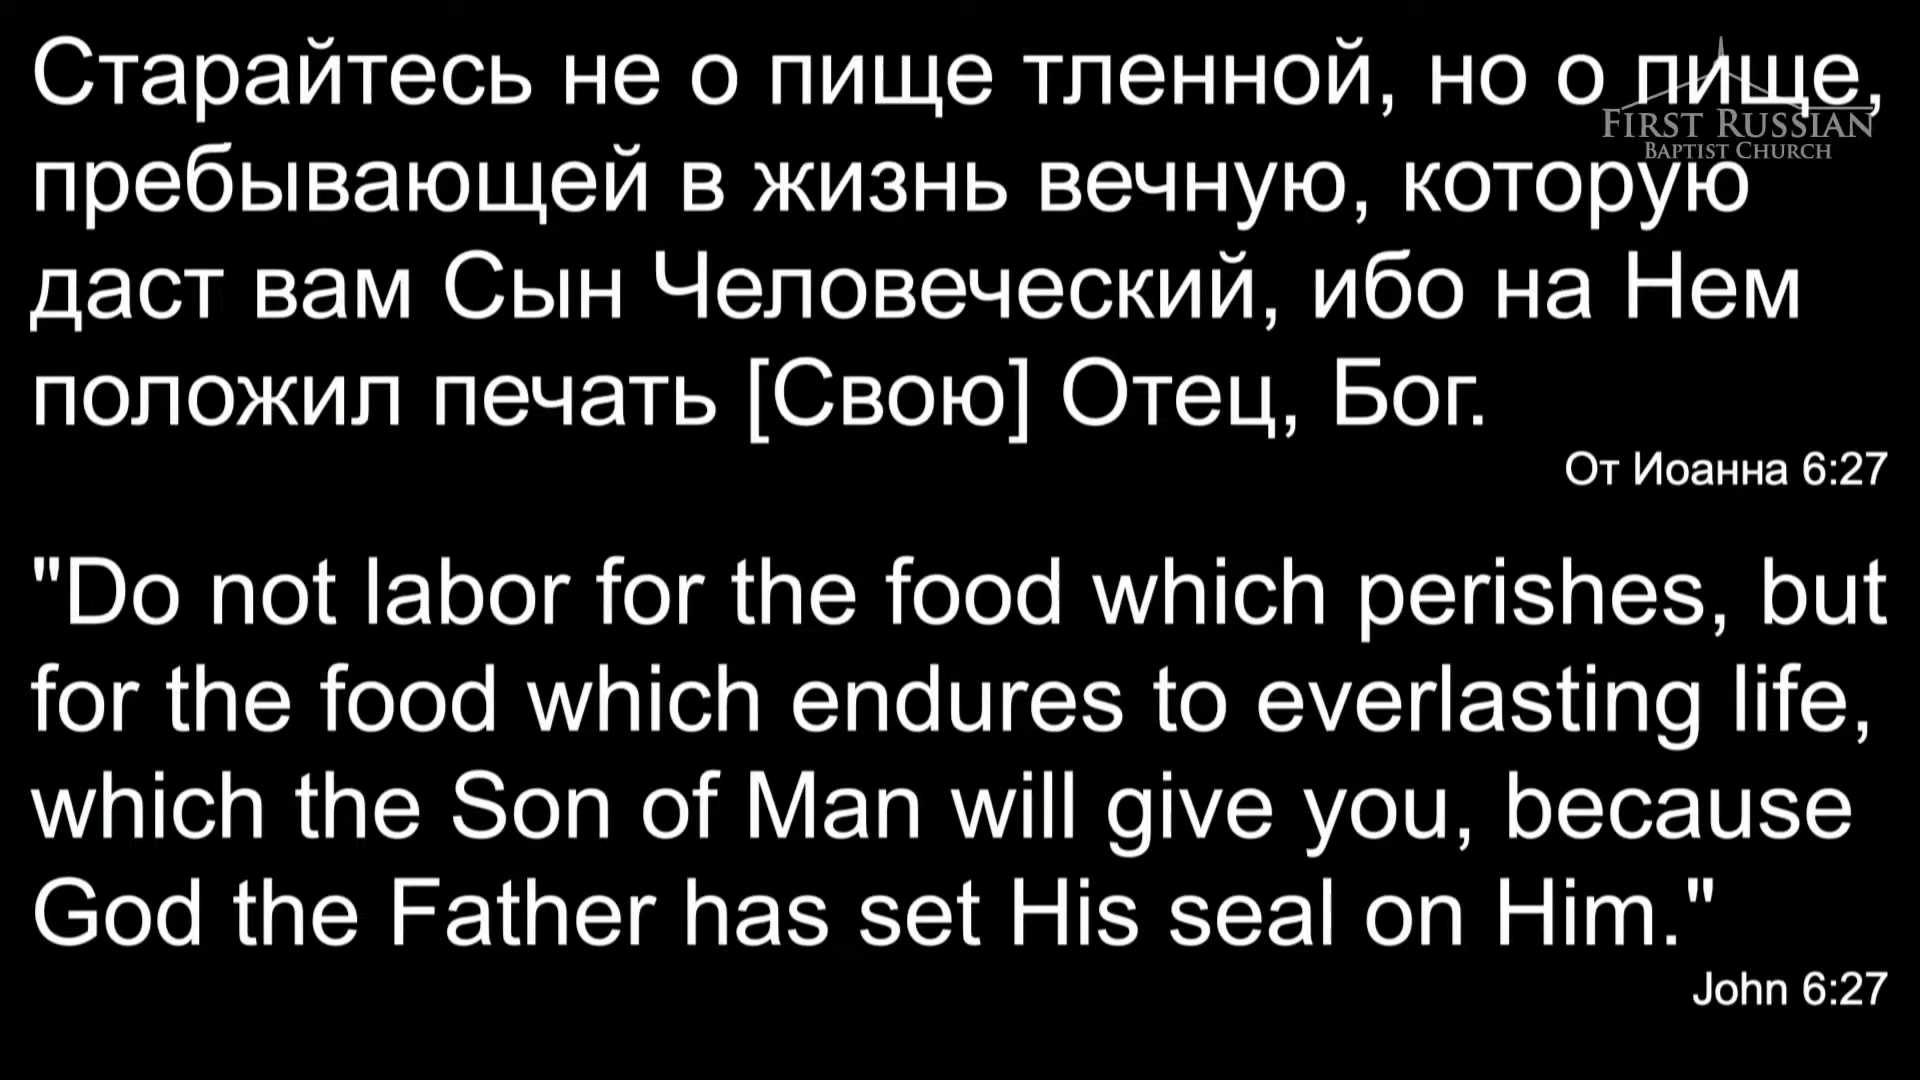 Старайтесь не о пище тленной, но о пище,
пребывающей в жизнь вечную, которую
даст вам Сын Человеческий, ибо на Нем
положил печать [Свою] Отец, Бог.
От Иоанна 6:27
"Do not labor for the food which perishes, but
for the food which endures to everlasting life,
which the Son of Man will give you, because
God the Father has set His seal on Him."
John 6:27
FIRST RUSSIAN
BAPTIST CHURCH